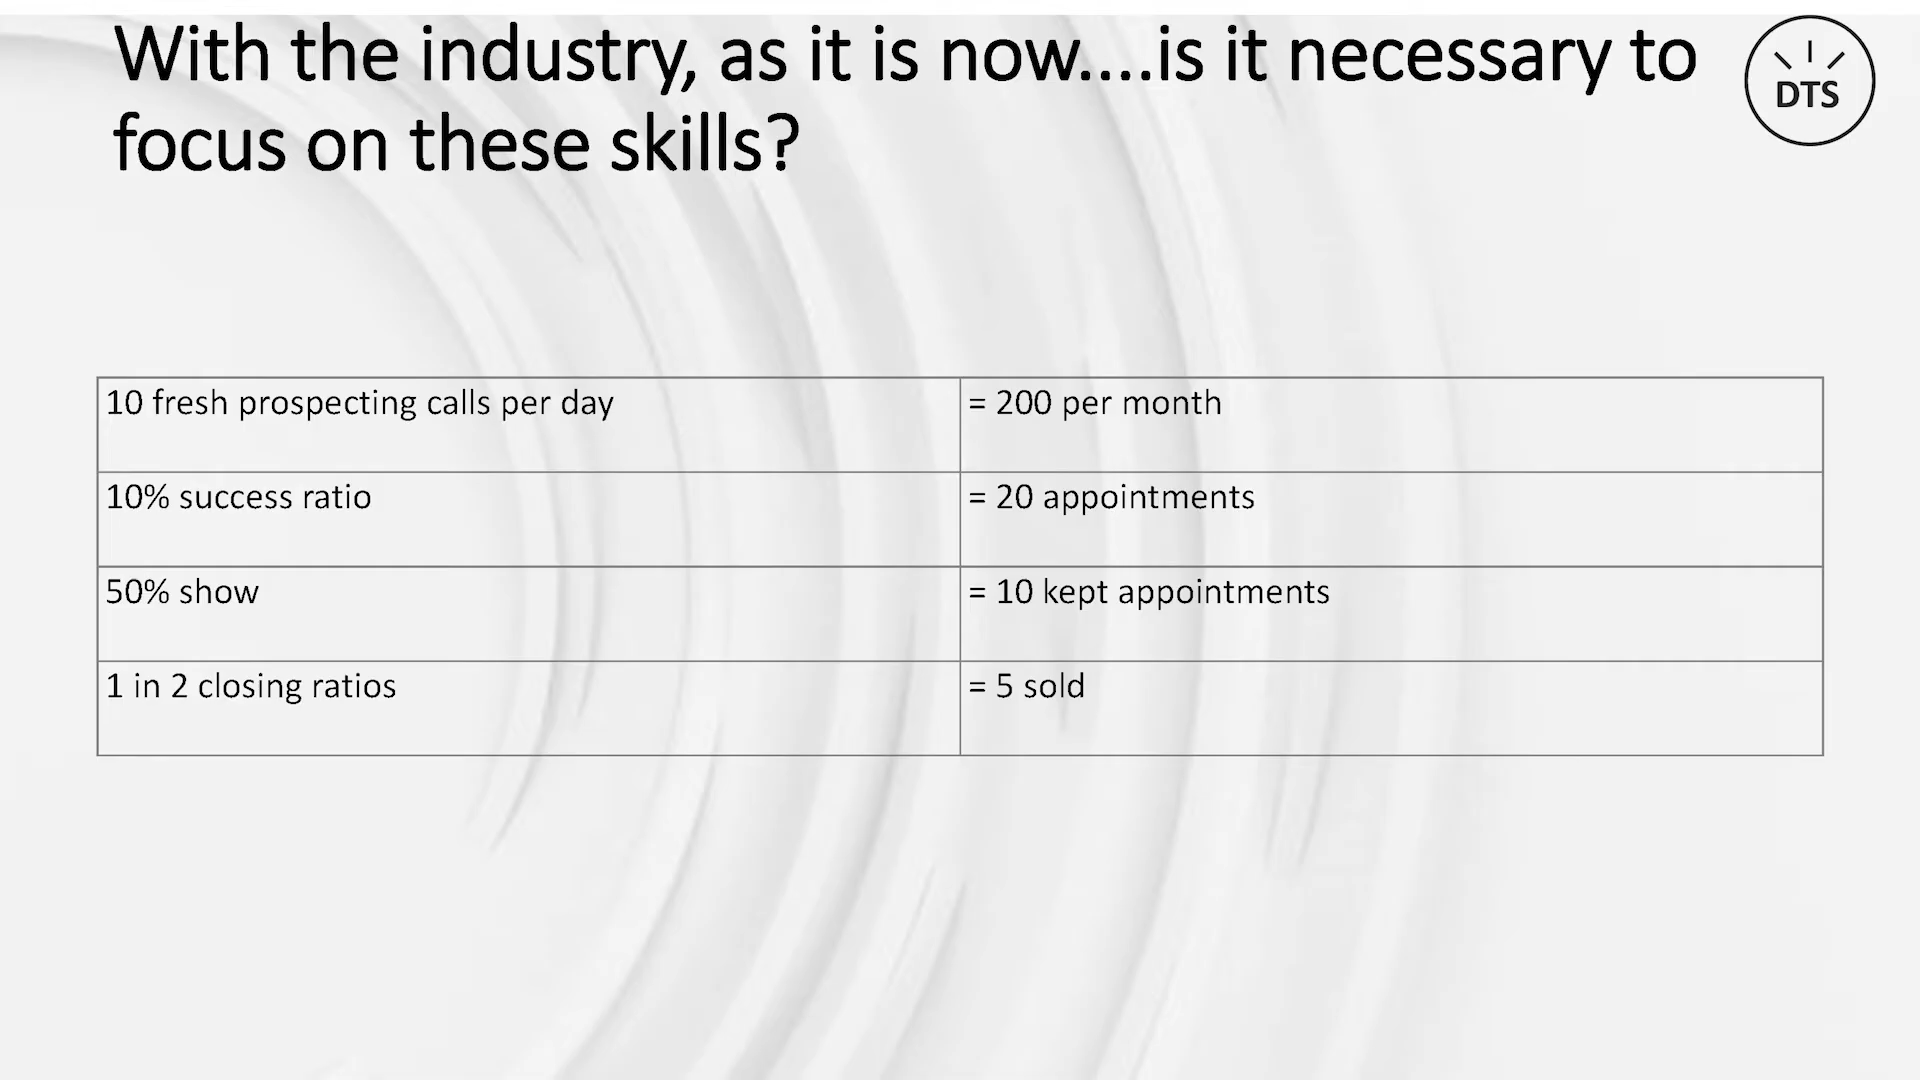 With the industry, as it is now....is it necessary to
focus on these skills?
DTS
10 fresh prospecting calls per day
= 200 per month
10% success ratio
= 20 appointments
50% show
= 10 kept appointments
1 in 2 closing ratios
= 5 sold